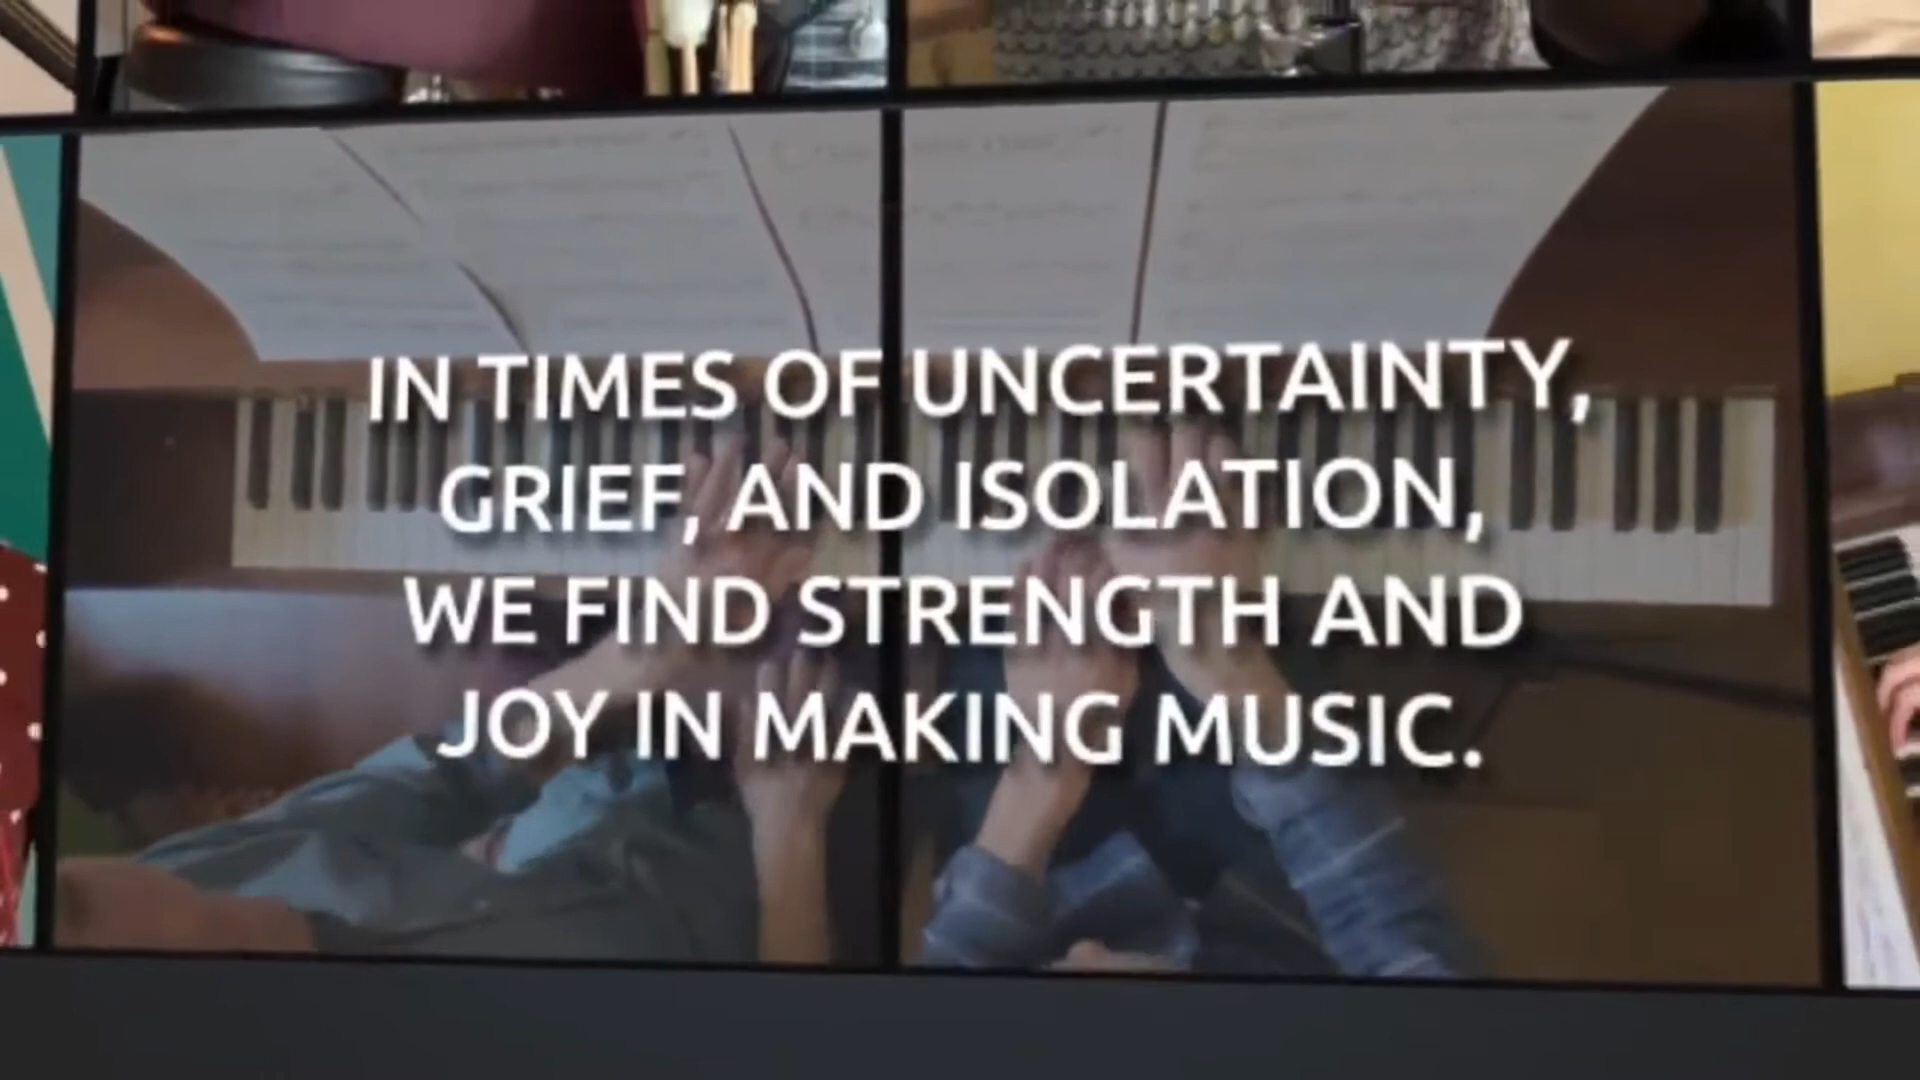 IN TIMES OF UNCERTAINTY,
GRIEF, AND ISOLATION,
WE FIND STRENGTH AND
JOY IN MAKING MUSIC.